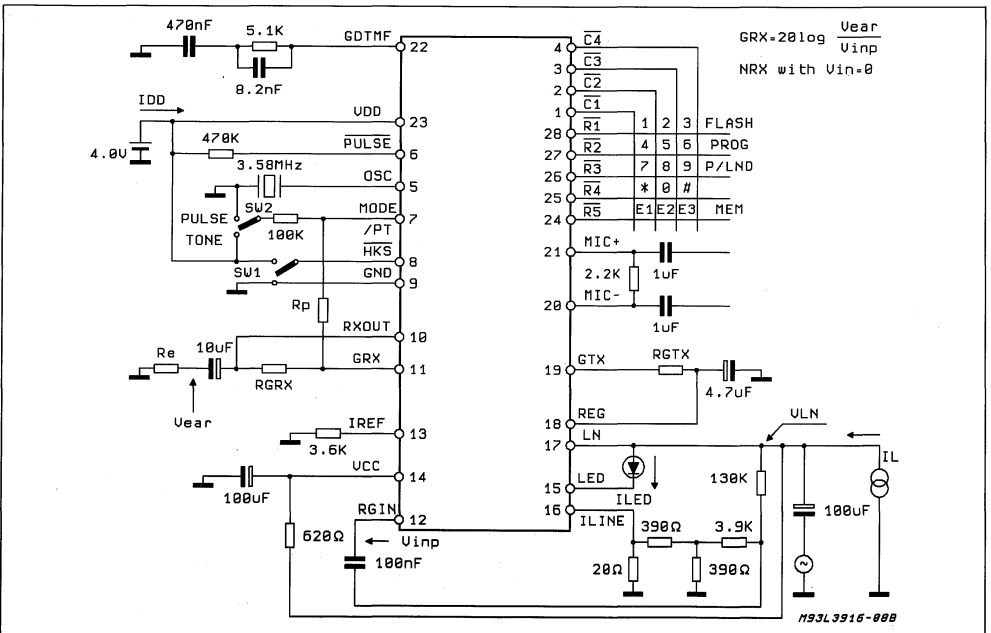 470nF
5.1K
8.2nF
GDTMF
22
IDD
VDD
23
4.0V
470K
PULSE
6
3.58MHz
OSC
5
SW2
PULSE
TONE
100K
MODE
/PT
7
HKS
8
SW1
GND
9
Rp
RXOUT
10
10uF
Re
GRX
11
RGRX
Vear
IREF
13
3.6K
VCC
14
100uF
RGIN
12
620Ω
Vinp
100nF
GRX=20log Vear
Vinp
NRX with Vin=0
4 C4
3 C3
2 C2
1 C1
28 R1 1 2 3 FLASH
27 R2 4 5 6 PROG
26 R3 7 8 9 P/LND
25 R4 * 0 #
24 R5 E1 E2 E3 MEM
21 MIC+
2.2K
1uF
20 MIC-
1uF
19 GTX
RGTX
4.7uF
18 REG
VLN
17 LN
IL
15 LED
ILED
130K
100uF
16 ILINE
390Ω
3.9K
20Ω
390Ω
M93L3916-00B